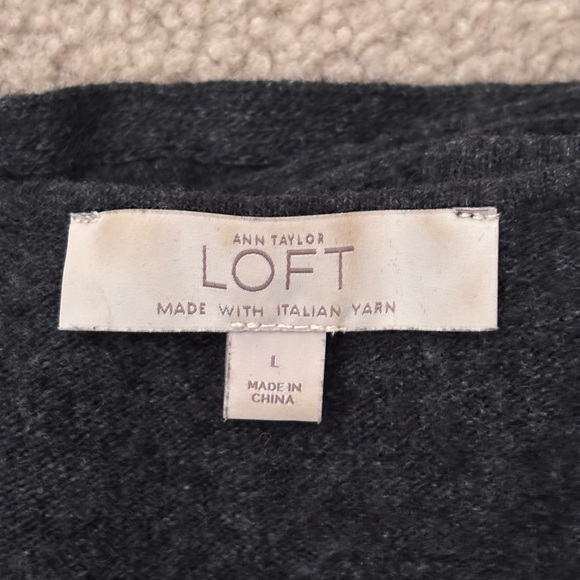 ANN TAYLOR
LOFT
MADE WITH ITALIAN YARN
L
MADE IN
CHINA